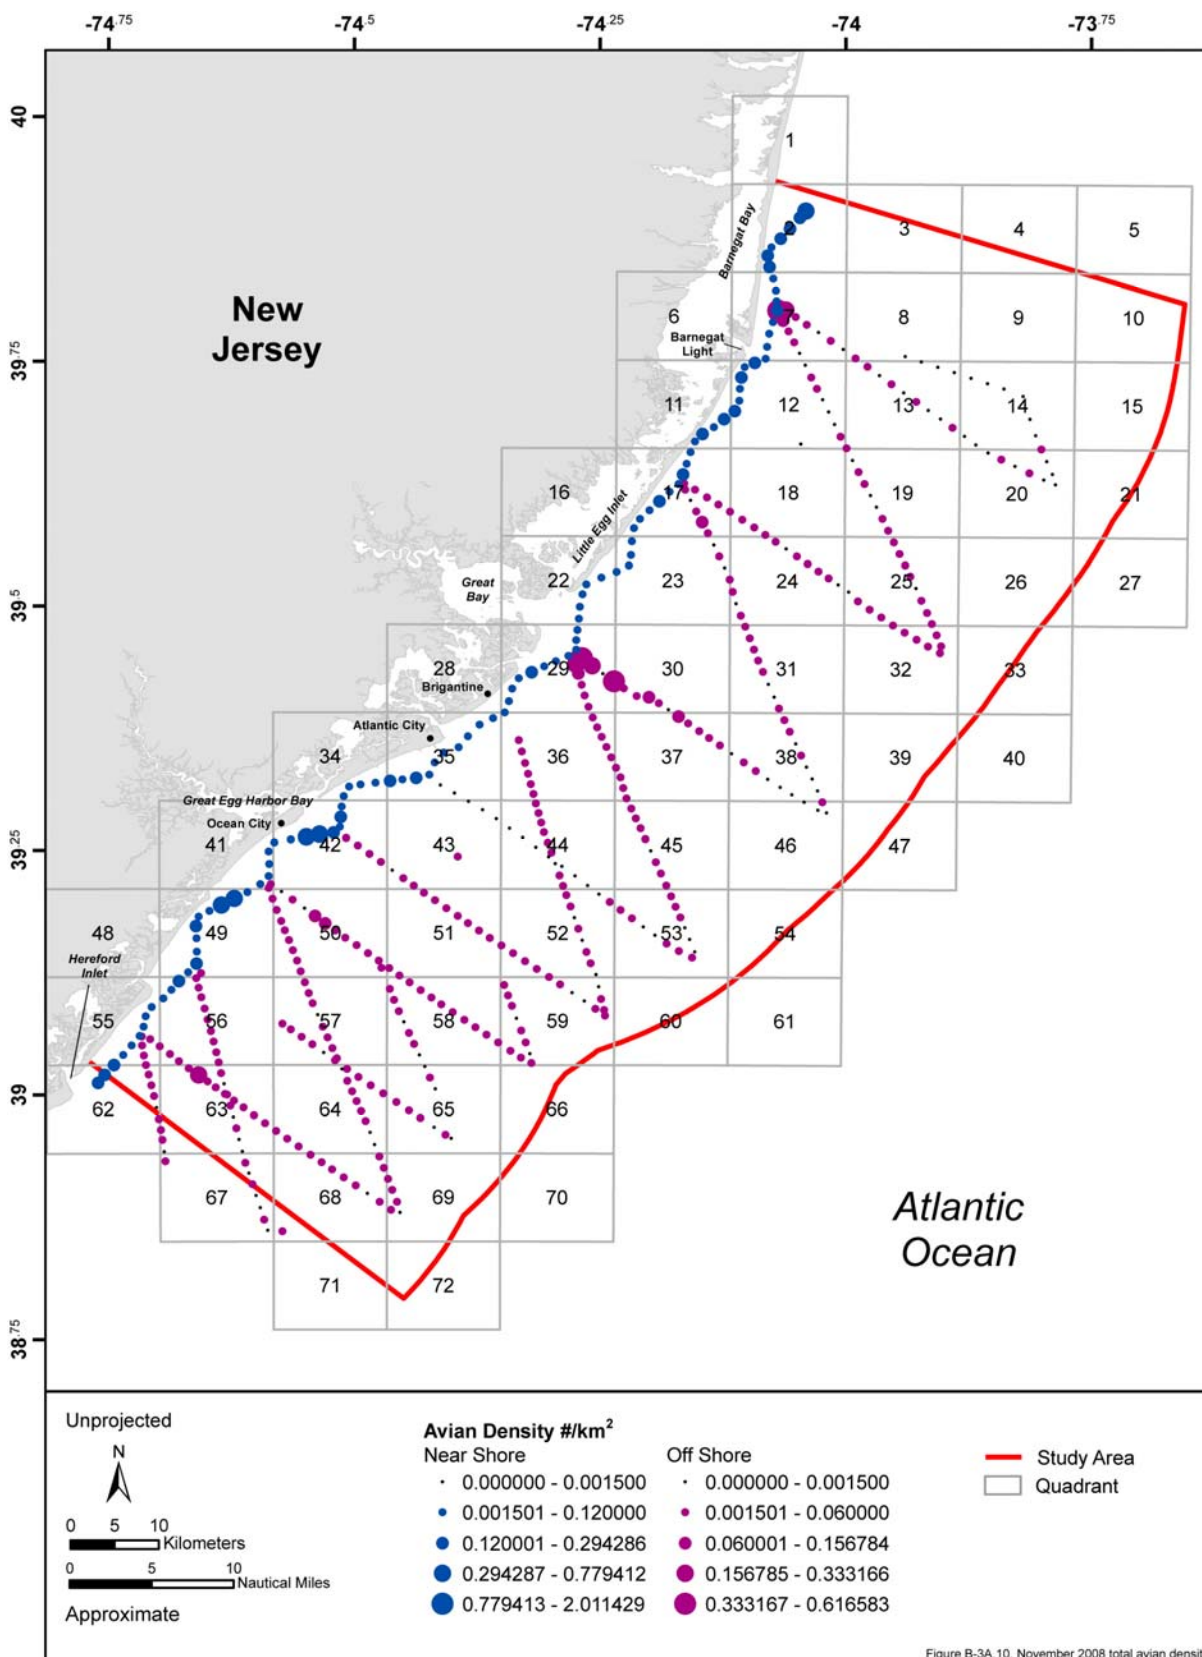 -74.75 -74.5 -74.25 -74 -73.75
40
39.75
39.5
39.25
39
38.75
1
2 3 4 5
Barnegat Bay
New
Jersey
6 7 8 9 10
Barnegat
Light
11 12 13 14 15
16 17 18 19 20 21
Little Egg Inlet
Great
Bay
22 23 24 25 26 27
28 29 30 31 32 33
Brigantine
Atlantic City
34 35 36 37 38 39 40
Great Egg Harbor Bay
Ocean City
41 42 43 44 45 46 47
48 49 50 51 52 53 54
Hereford
Inlet
55 56 57 58 59 60 61
62 63 64 65 66
67 68 69 70
71 72
Atlantic
Ocean
Unprojected
N
0 5 10
Kilometers
0 5 10
Nautical Miles
Approximate
Avian Density #/km2
Near Shore
0.000000 - 0.001500
0.001501 - 0.120000
0.120001 - 0.294286
0.294287 - 0.779412
0.779413 - 2.011429
Off Shore
0.000000 - 0.001500
0.001501 - 0.060000
0.060001 - 0.156784
0.156785 - 0.333166
0.333167 - 0.616583
Study Area
Quadrant
Figure B-3A.10. November 2008 total avian densit